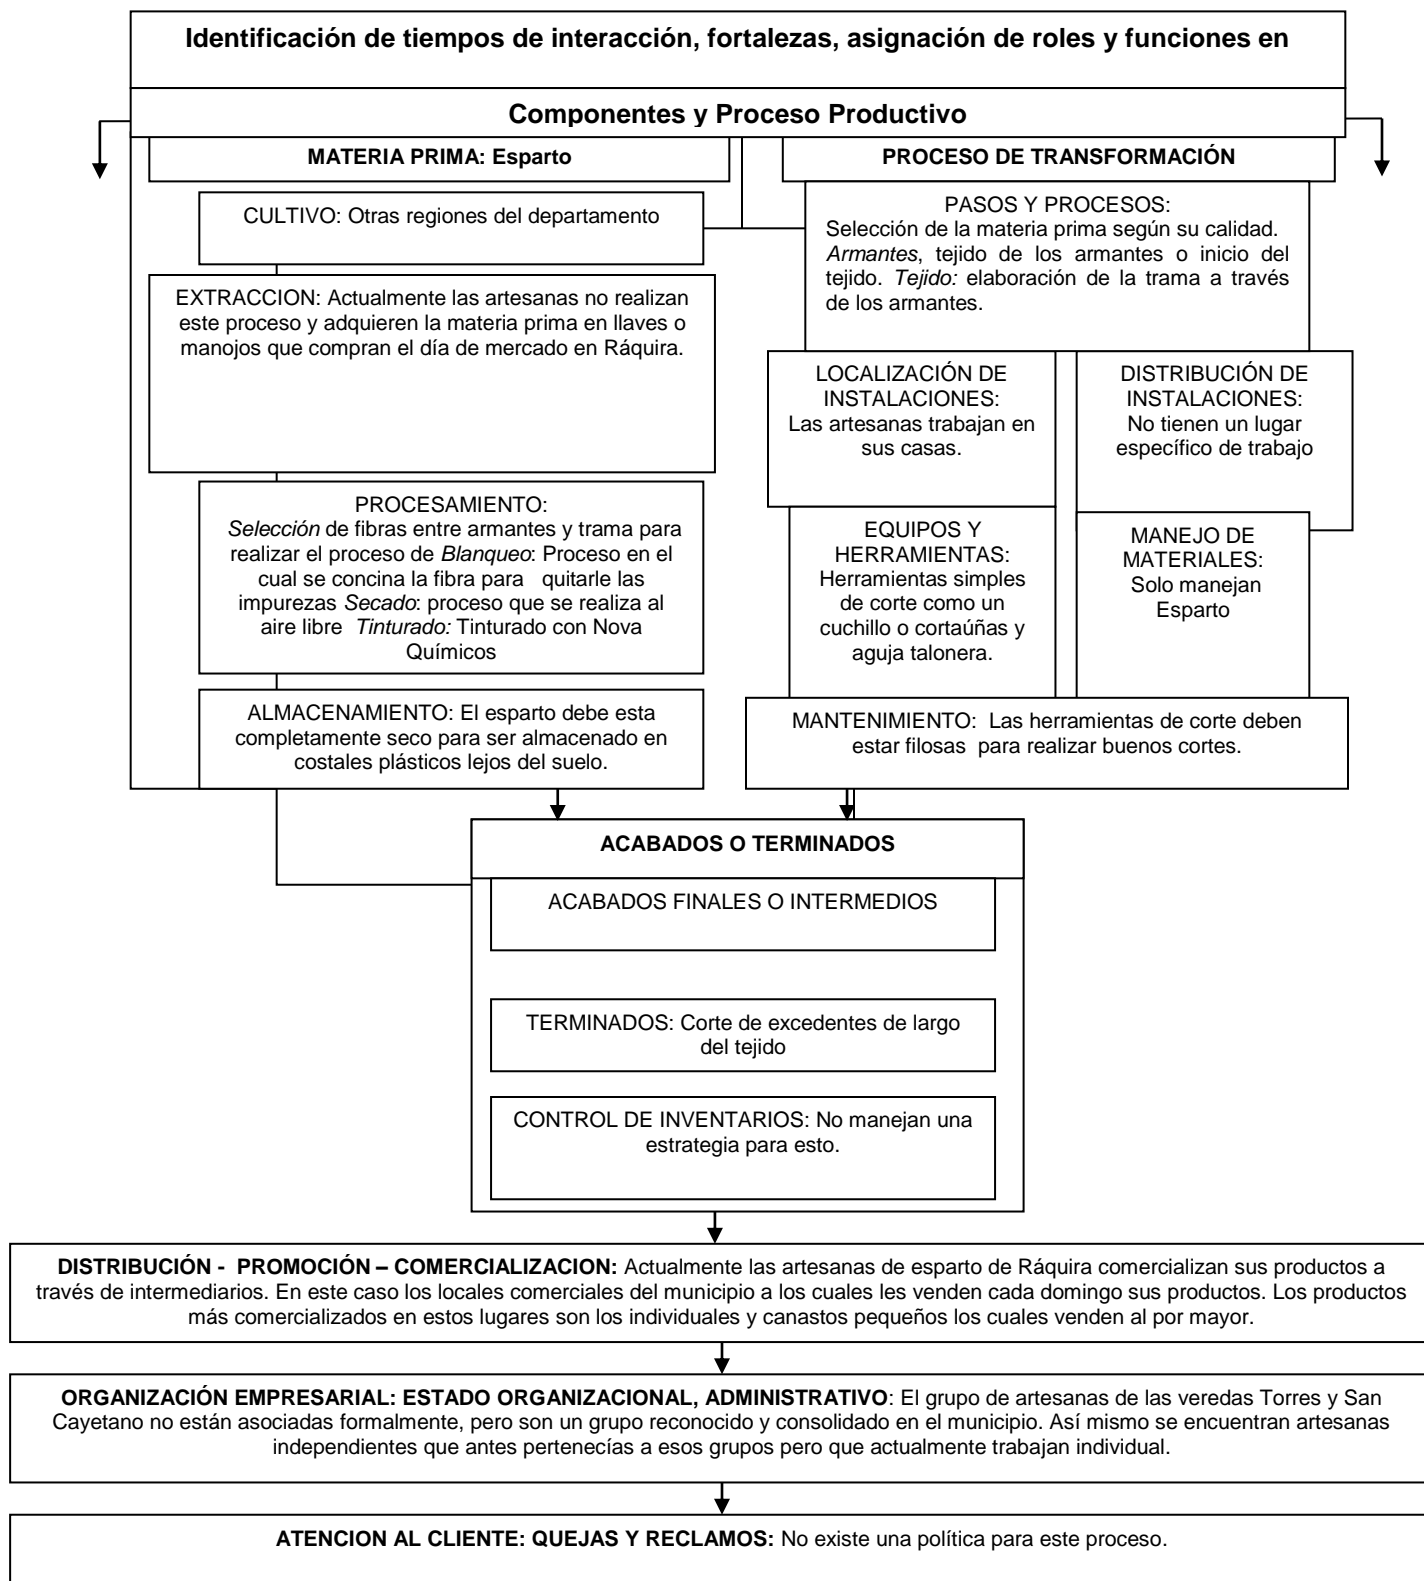 Identificación de tiempos de interacción, fortalezas, asignación de roles y funciones en
Componentes y Proceso Productivo
MATERIA PRIMA: Esparto
CULTIVO: Otras regiones del departamento
EXTRACCION: Actualmente las artesanas no realizan
este proceso y adquieren la materia prima en llaves o
manojos que compran el día de mercado en Ráquira.
PROCESAMIENTO:
Selección de fibras entre armantes y trama para
realizar el proceso de Blanqueo: Proceso en el
cual se concina la fibra para quitarle las
impurezas Secado: proceso que se realiza al
aire libre Tinturado: Tinturado con Nova
Químicos
ALMACENAMIENTO: El esparto debe esta
completamente seco para ser almacenado en
costales plásticos lejos del suelo.
PROCESO DE TRANSFORMACIÓN
PASOS Y PROCESOS:
Selección de la materia prima según su calidad.
Armantes, tejido de los armantes o inicio del
tejido. Tejido: elaboración de la trama a través
de los armantes.
LOCALIZACIÓN DE
INSTALACIONES:
Las artesanas trabajan en
sus casas.
DISTRIBUCIÓN DE
INSTALACIONES:
No tienen un lugar
específico de trabajo
EQUIPOS Y
HERRAMIENTAS:
Herramientas simples
de corte como un
cuchillo o cortaúñas y
aguja talonera.
MANEJO DE
MATERIALES:
Solo manejan
Esparto
MANTENIMIENTO: Las herramientas de corte deben
estar filosas para realizar buenos cortes.
ACABADOS O TERMINADOS
ACABADOS FINALES O INTERMEDIOS
TERMINADOS: Corte de excedentes de largo
del tejido
CONTROL DE INVENTARIOS: No manejan una
estrategia para esto.
DISTRIBUCIÓN - PROMOCIÓN – COMERCIALIZACION: Actualmente las artesanas de esparto de Ráquira comercializan sus productos a
través de intermediarios. En este caso los locales comerciales del municipio a los cuales les venden cada domingo sus productos. Los productos
más comercializados en estos lugares son los individuales y canastos pequeños los cuales venden al por mayor.
ORGANIZACIÓN EMPRESARIAL: ESTADO ORGANIZACIONAL, ADMINISTRATIVO: El grupo de artesanas de las veredas Torres y San
Cayetano no están asociadas formalmente, pero son un grupo reconocido y consolidado en el municipio. Así mismo se encuentran artesanas
independientes que antes pertenecías a esos grupos pero que actualmente trabajan individual.
ATENCION AL CLIENTE: QUEJAS Y RECLAMOS: No existe una política para este proceso.